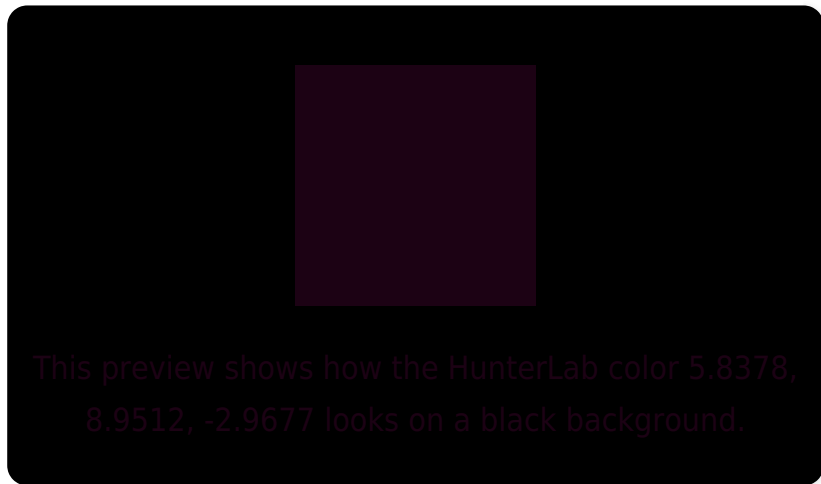 This preview shows how the HunterLab color 5.8378,
8.9512, -2.9677 looks on a black background.